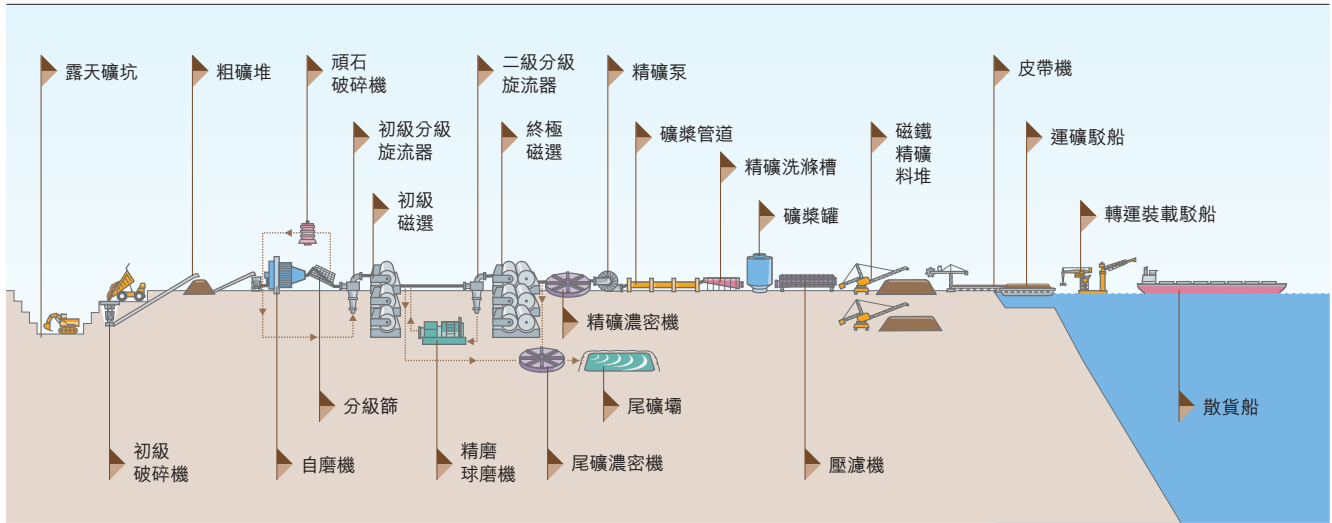 露天礦坑
粗礦堆
頑石
破碎機
初級分級
旋流器
初級
磁選
二級分級
旋流器
終極
磁選
精礦泵
礦漿管道
精礦洗滌槽
礦漿罐
磁鐵
精礦
料堆
皮帶機
運礦駁船
轉運裝載駁船
精礦濃密機
初級
破碎機
自磨機
分級篩
精磨
球磨機
尾礦濃密機
尾礦壩
壓濾機
散貨船